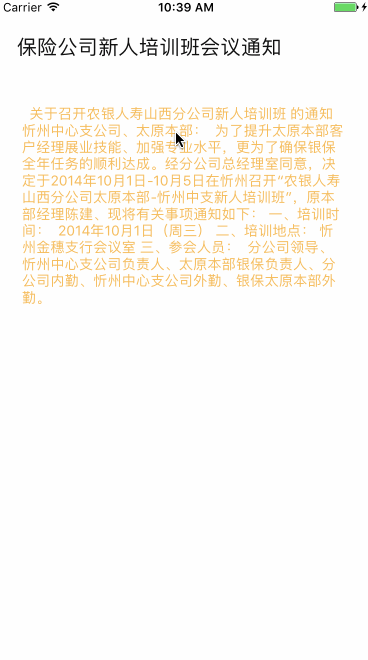 Carrier 10:39 AM
保险公司新人培训班会议通知
关于召开农银人寿山西分公司新人培训班 的通知
忻州中心支公司、太原本部： 为了提升太原本部客
户经理展业技能、加强专业水平，更为了确保银保
全年任务的顺利达成。经分公司总经理室同意，决
定于2014年10月1日-10月5日在忻州召开“农银人寿
山西分公司太原本部-忻州中支新人培训班”，原本
部经理陈建、现将有关事项通知如下： 一、培训时
间： 2014年10月1日（周三） 二、培训地点： 忻
州金穗支行会议室 三、参会人员： 分公司领导、
忻州中心支公司负责人、太原本部银保负责人、分
公司内勤、忻州中心支公司外勤、银保太原本部外
勤。